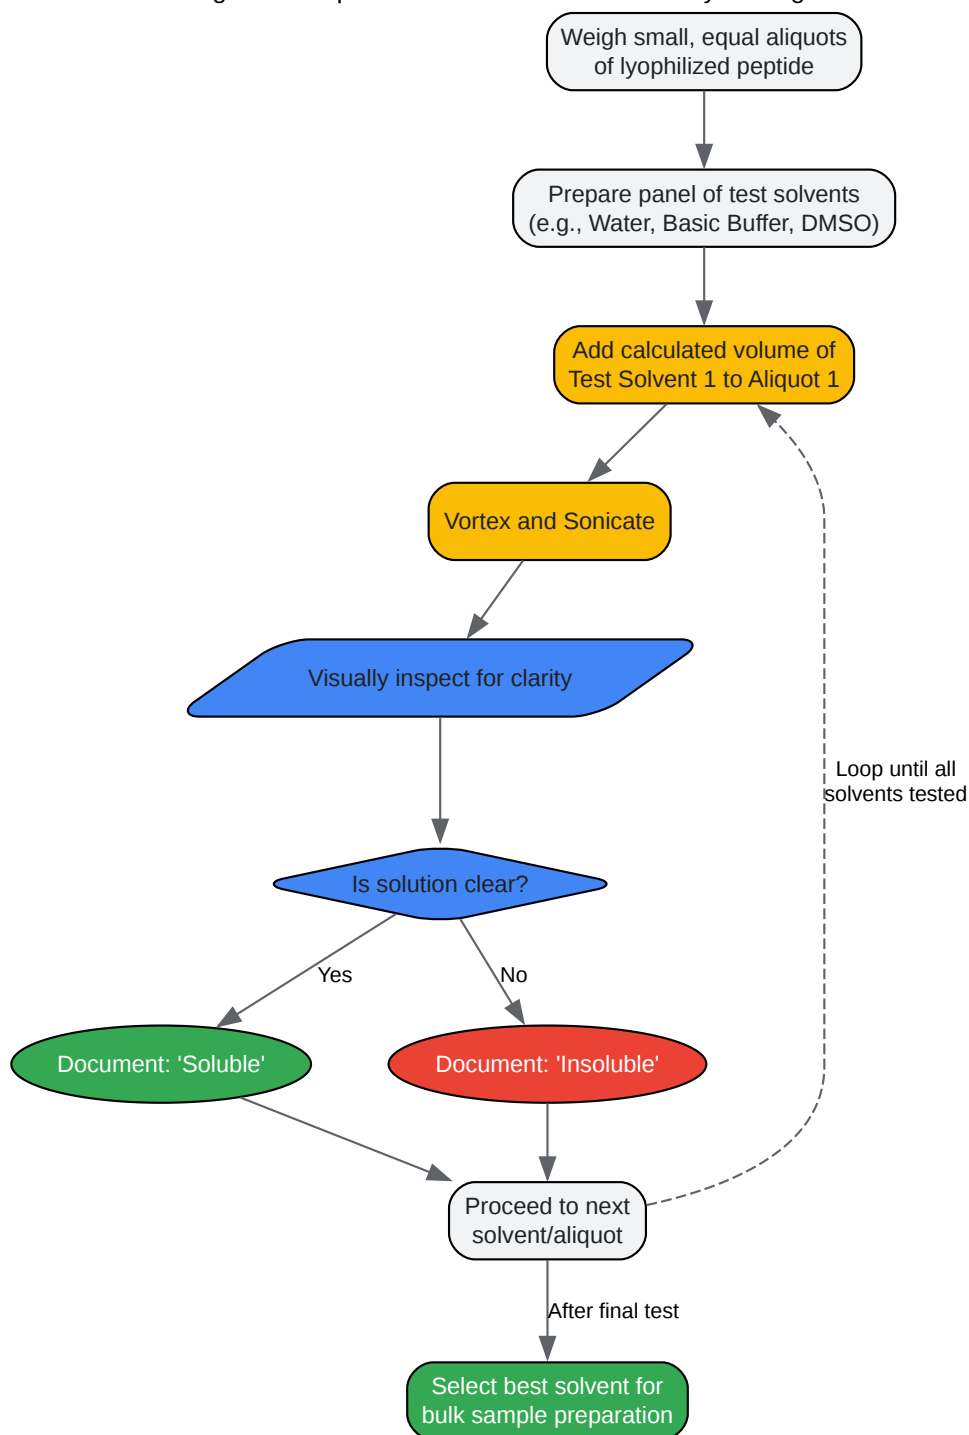 Weigh small, equal aliquots
of lyophilized peptide
Prepare panel of test solvents
(e.g., Water, Basic Buffer, DMSO)
Add calculated volume of
Test Solvent 1 to Aliquot 1
Vortex and Sonicate
Visually inspect for clarity
Loop until all
solvents tested
Is solution clear?
Yes
No
Document: 'Soluble'
Document: 'Insoluble'
Proceed to next
solvent/aliquot
After final test
Select best solvent for
bulk sample preparation